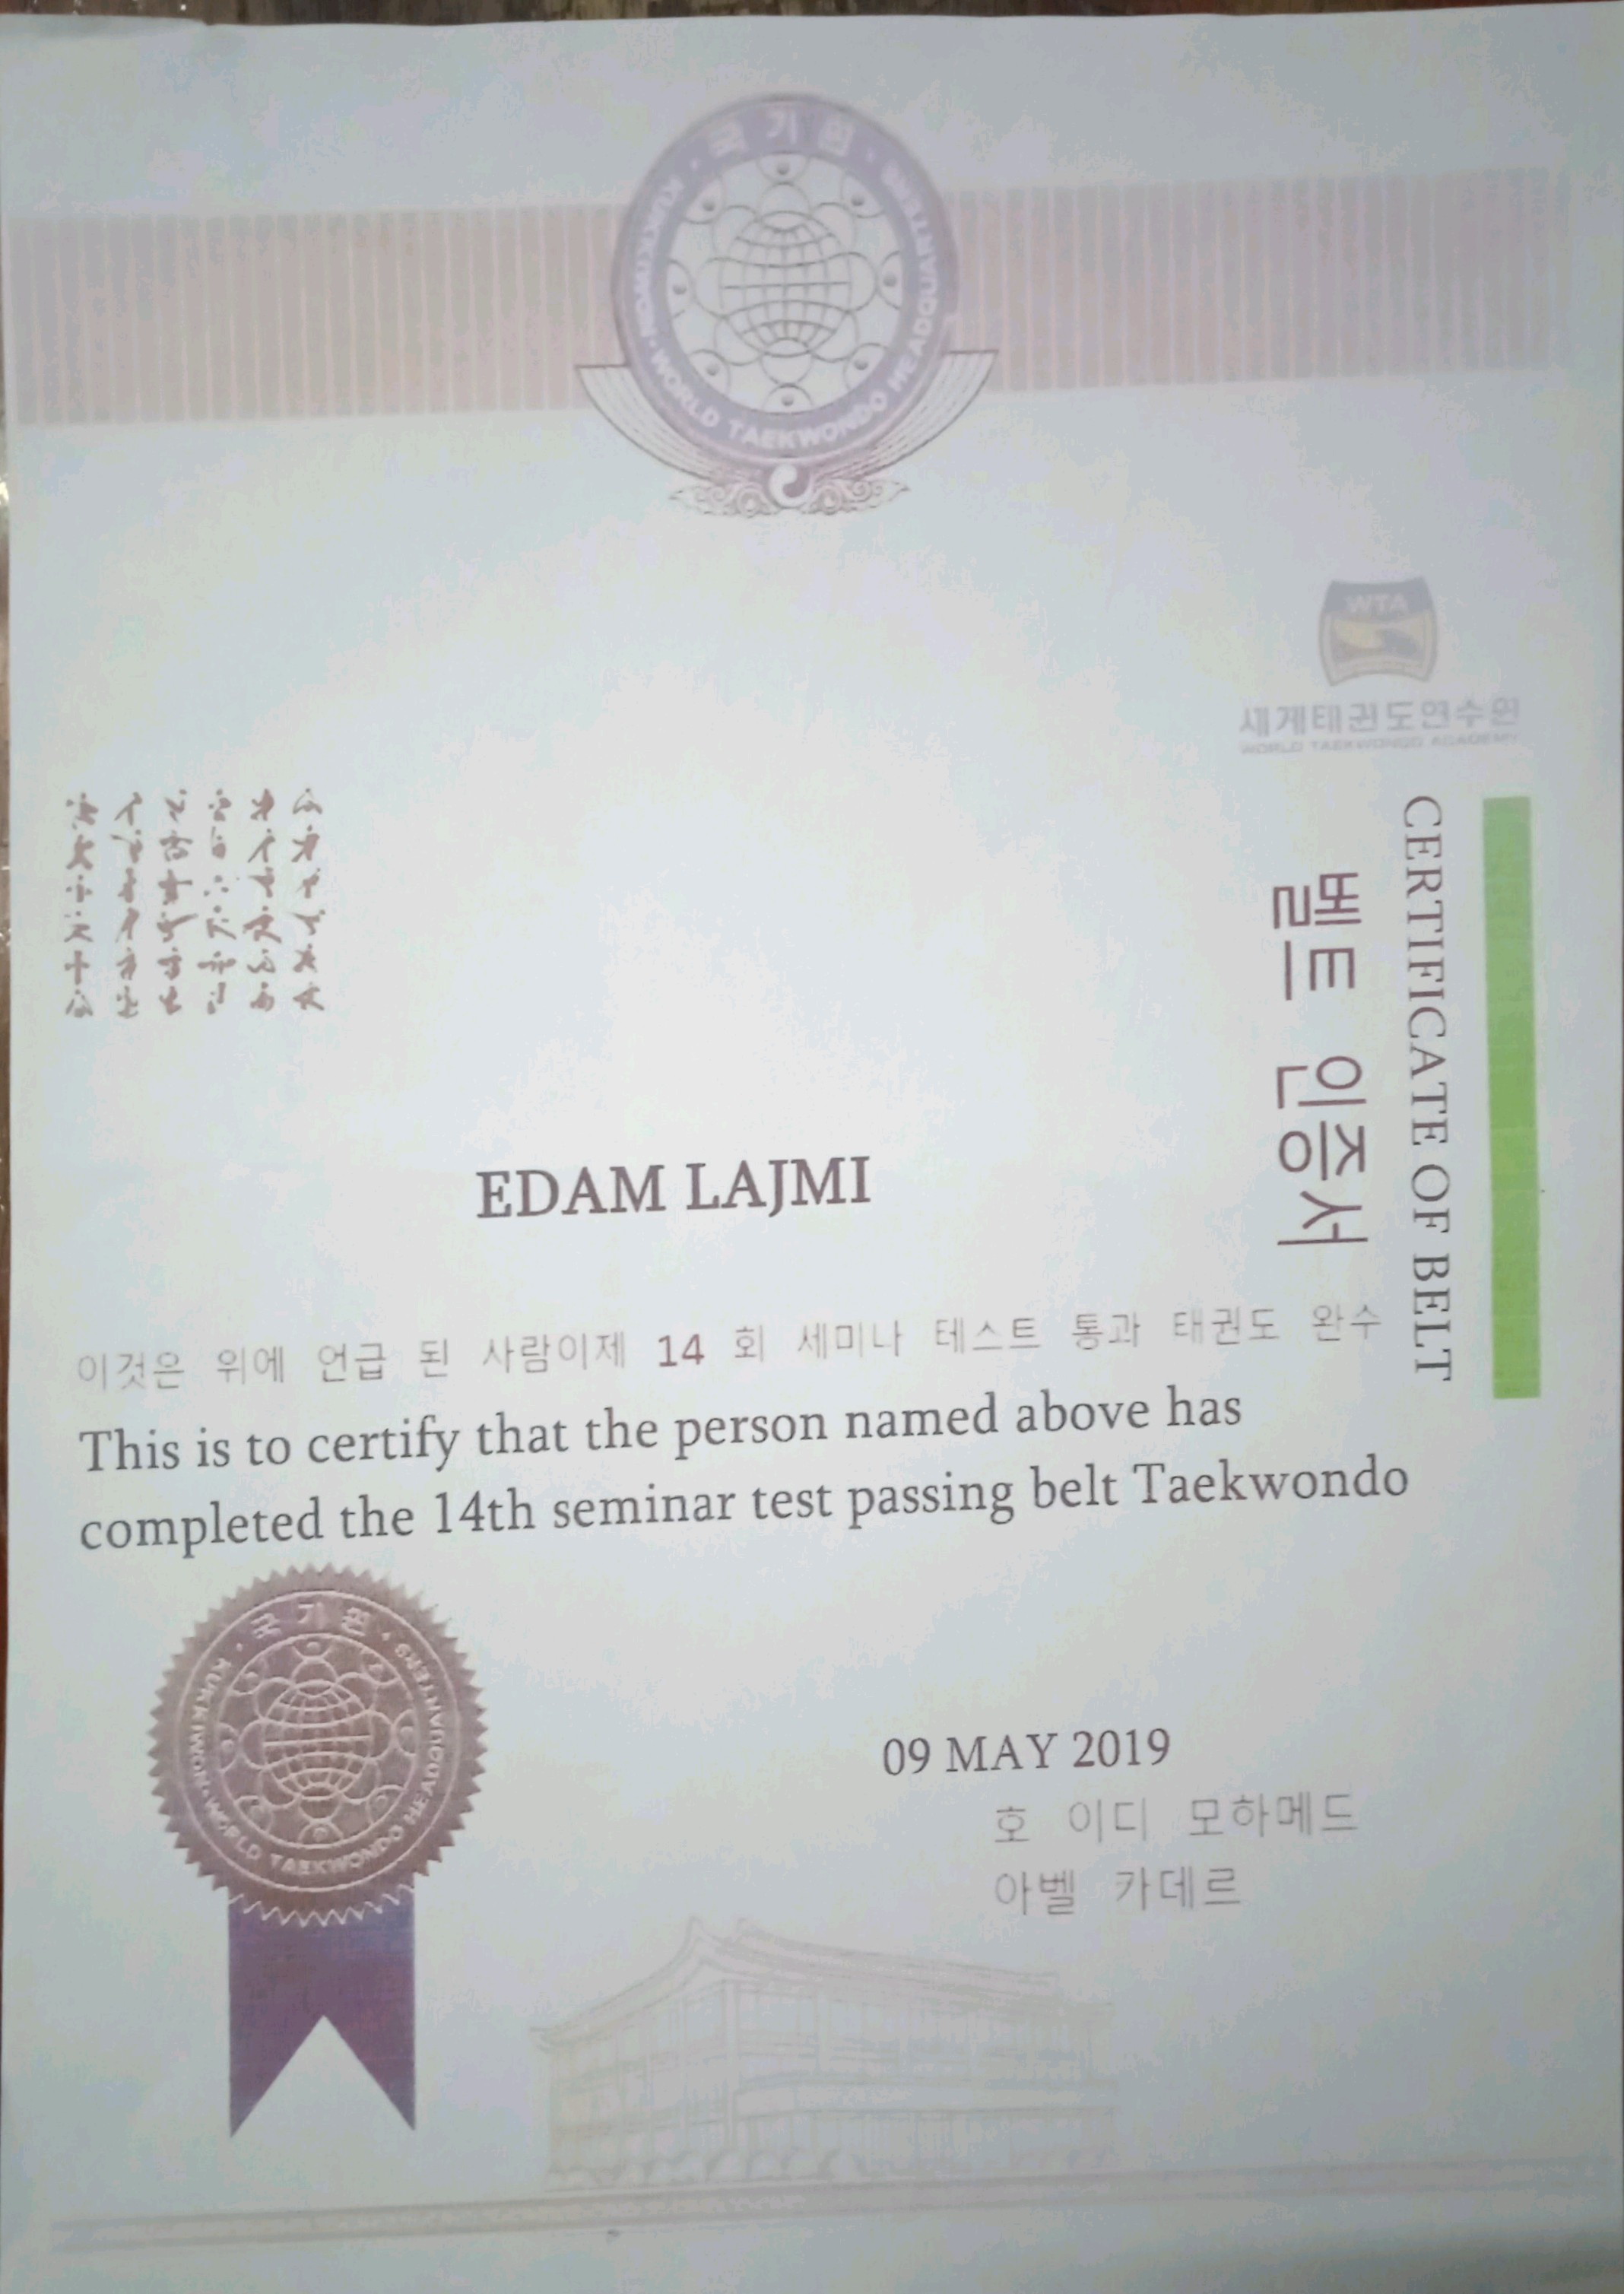 · 국 기 원 ·
KUKKIWON · WORLD TAEKWONDO HEADQUARTERS
WTA
세계태권도연수원
WORLD TAEKWONDO ACADEMY
CERTIFICATE OF BELT
벨트 인증서
EDAM LAJMI
이것은 위에 언급 된 사람이제 14 회 세미나 테스트 통과 태권도 완수
This is to certify that the person named above has
completed the 14th seminar test passing belt Taekwondo
· 국 기 원 ·
KUKKIWON · WORLD TAEKWONDO HEADQUARTERS
09 MAY 2019
호 이디 모하메드
아벨 카데르